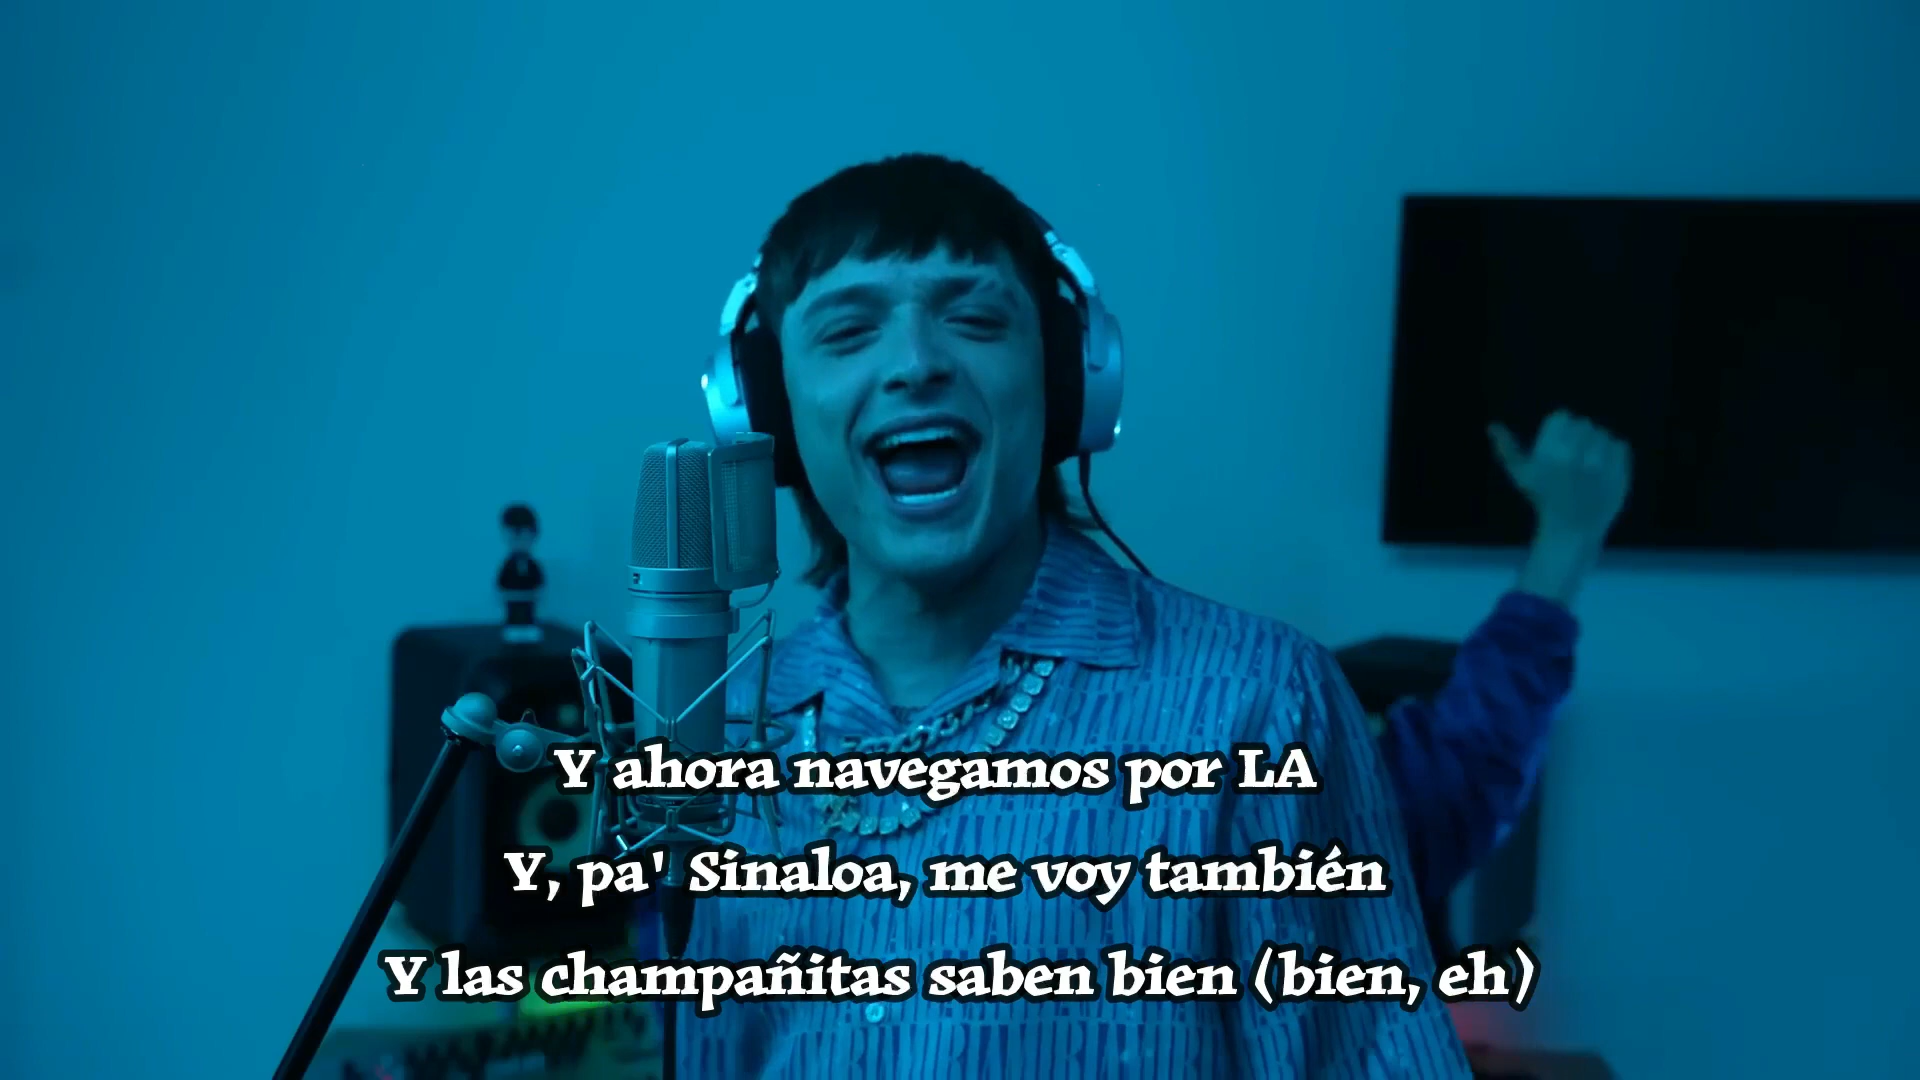 Y ahora navegamos por LA
Y, pa' Sinaloa, me voy también
Y las champañitas saben bien (bien, eh)